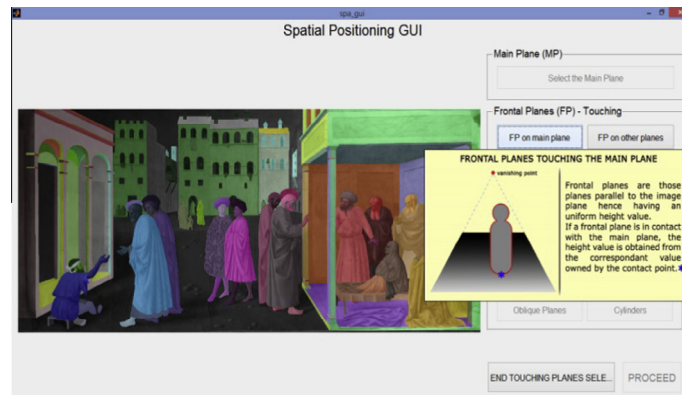 spa_gui
Spatial Positioning GUI
Main Plane (MP)
Select the Main Plane
Frontal Planes (FP) - Touching
FP on main plane
FP on other planes
FRONTAL PLANES TOUCHING THE MAIN PLANE
vanishing point
Frontal planes are those
planes parallel to the image
plane hence having an
uniform height value.
If a frontal plane is in contact
with the main plane, the
height value is obtained from
the correspondant value
owned by the contact point.*
Oblique Planes
Cylinders
END TOUCHING PLANES SELE...
PROCEED